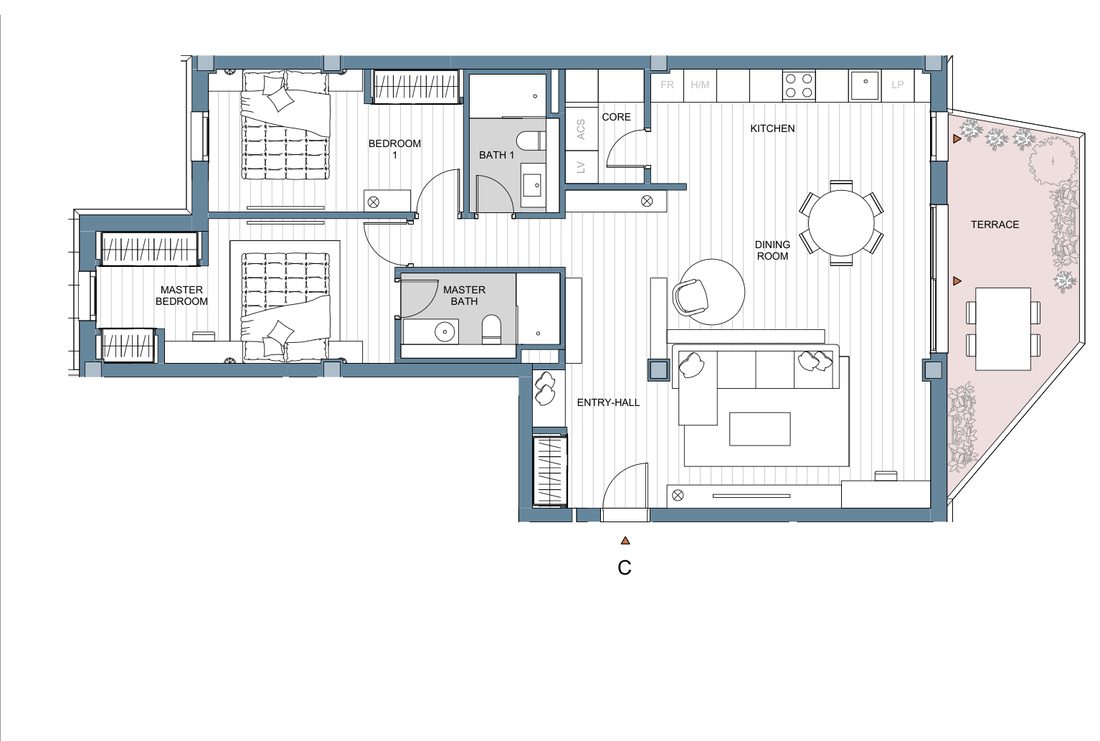 FR
H/M
LP
CORE
ACS
LV
KITCHEN
BEDROOM
1
BATH 1
TERRACE
DINING
ROOM
MASTER
BEDROOM
MASTER
BATH
ENTRY-HALL
C